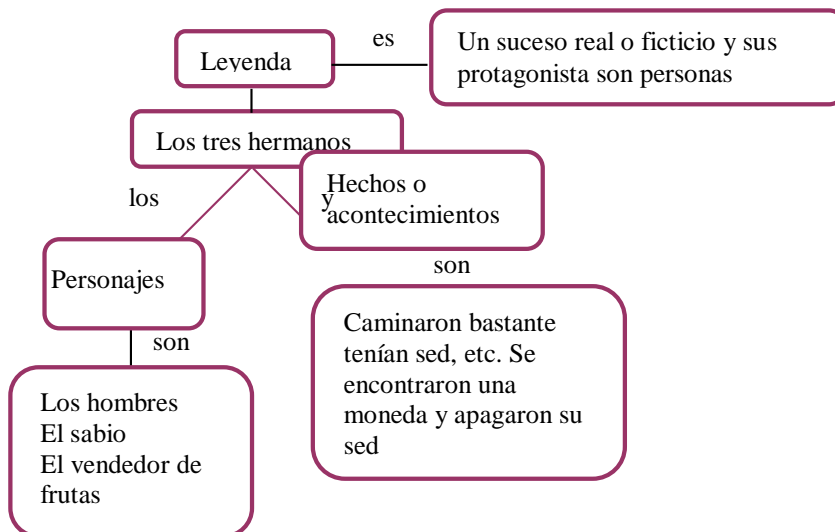 Leyenda
es
Un suceso real o ficticio y sus
protagonista son personas
Los tres hermanos
los
y
Hechos o
acontecimientos
Personajes
son
son
Caminaron bastante
tenían sed, etc. Se
encontraron una
moneda y apagaron su
sed
Los hombres
El sabio
El vendedor de
frutas